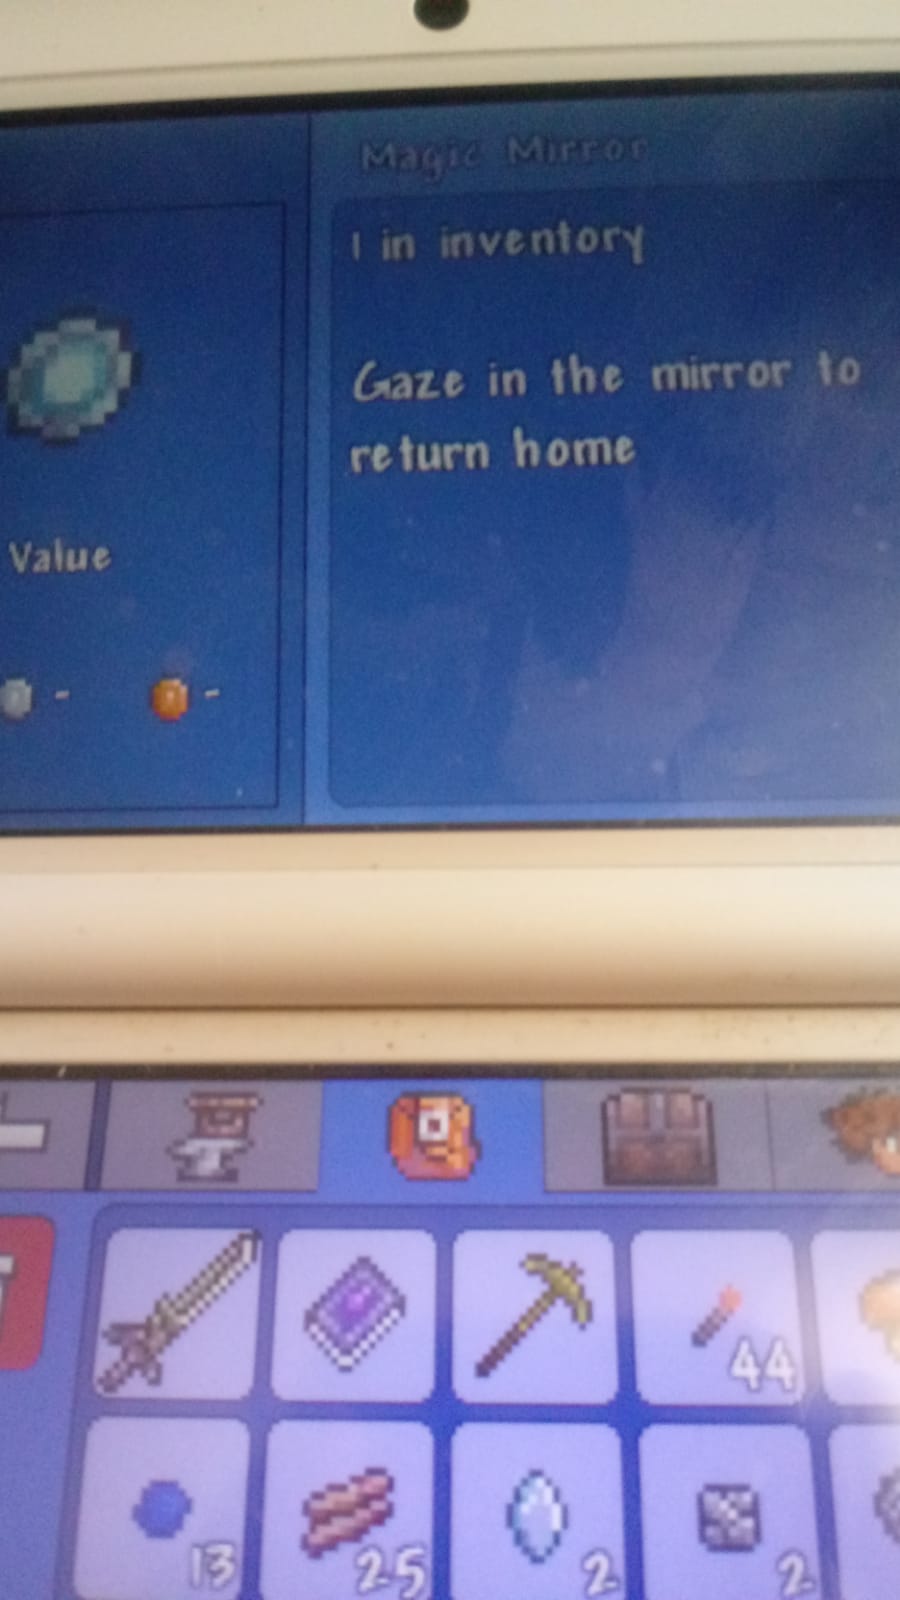 Magic Mirror
1 in inventory
Gaze in the mirror to
return home
Value
- -
44
13 25 2 2